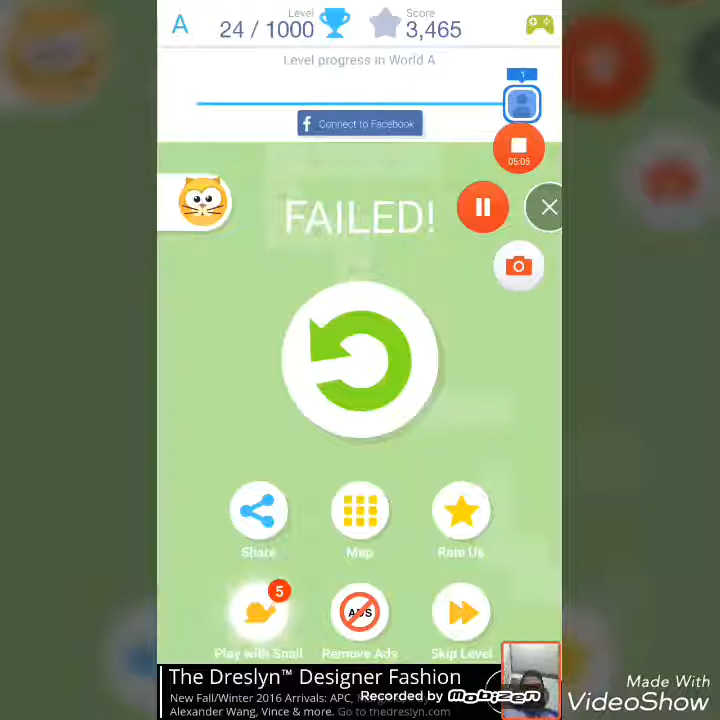 A
Level
24 / 1000
Score
3,465
Level progress in World A
1
f Connect to Facebook
05:05
FAILED!
Share
Map
Rate Us
5
ADS
Play with Snail
Remove Ads
Skip Level
The Dreslyn™ Designer Fashion
New Fall/Winter 2016 Arrivals: APC,
Alexander Wang, Vince & more. Go to thedreslyn.com
Recorded by Mobizen
Made With
VideoShow